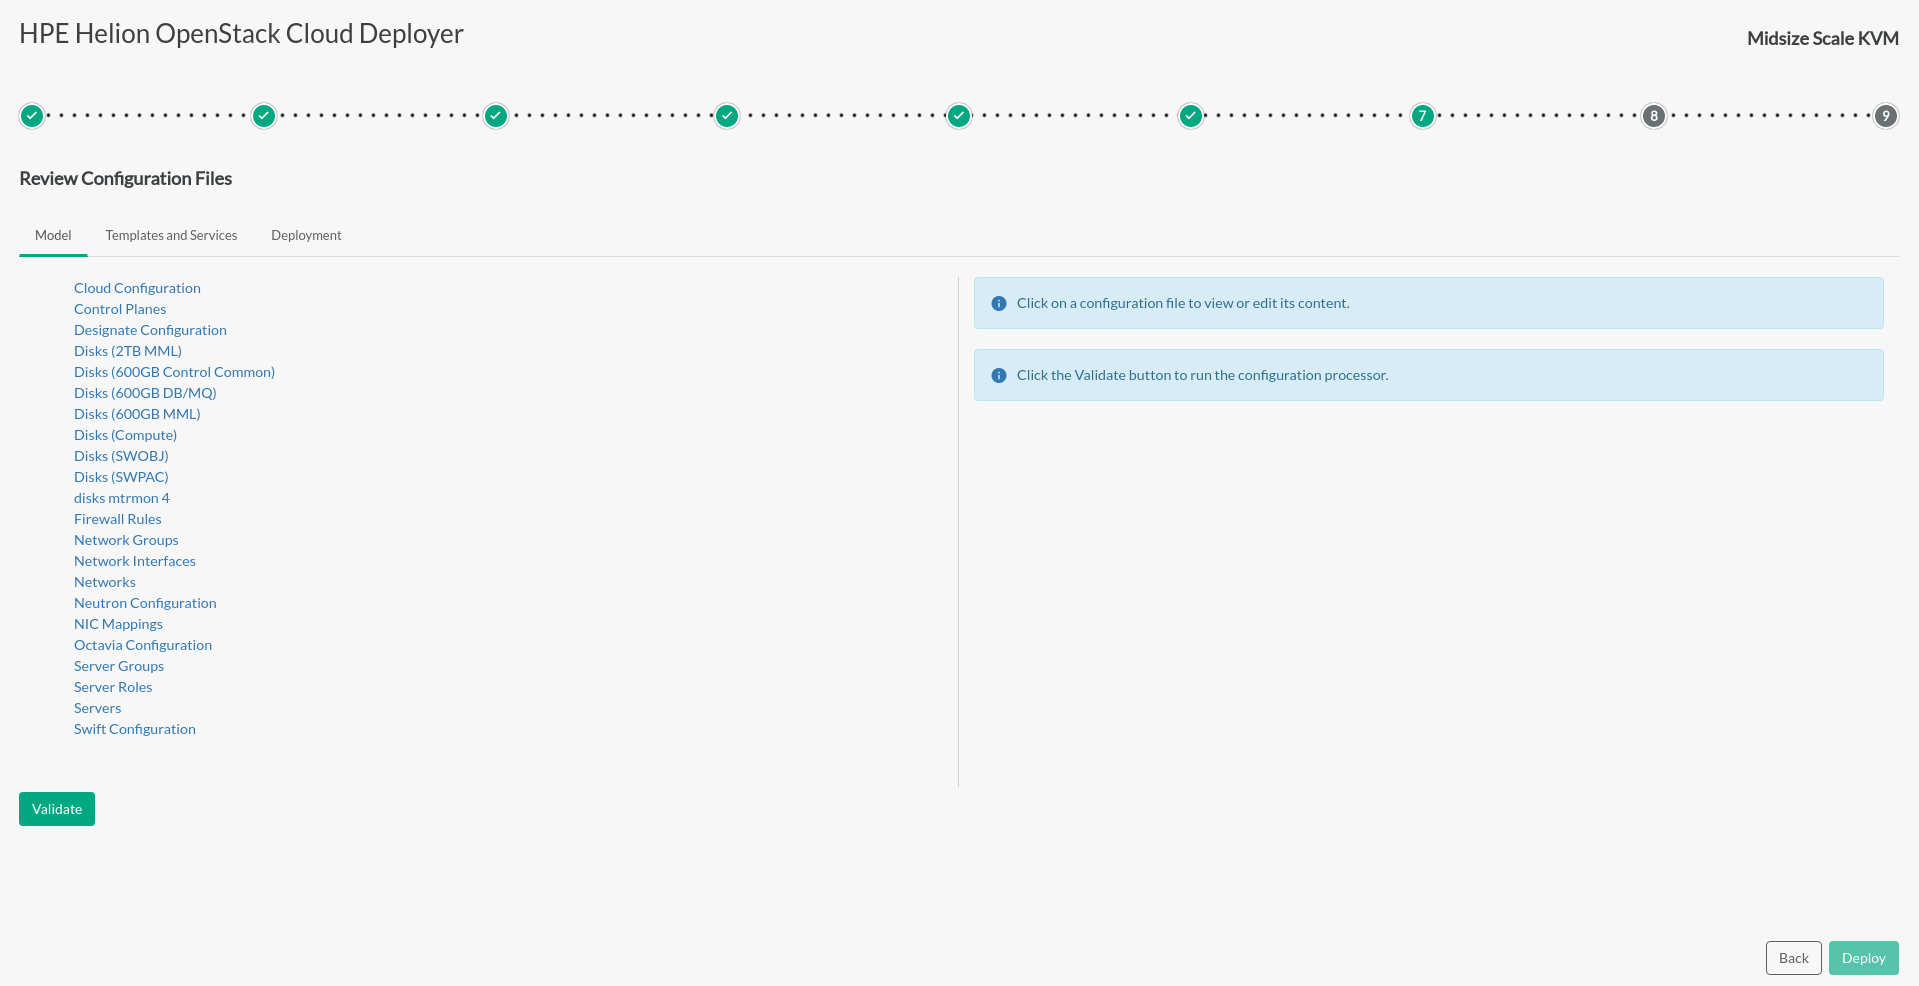 HPE Helion OpenStack Cloud Deployer
Midsize Scale KVM
7
8
9
Review Configuration Files
Model
Templates and Services
Deployment
Cloud Configuration
Control Planes
Designate Configuration
Disks (2TB MML)
Disks (600GB Control Common)
Disks (600GB DB/MQ)
Disks (600GB MML)
Disks (Compute)
Disks (SWOBJ)
Disks (SWPAC)
disks mtrmon 4
Firewall Rules
Network Groups
Network Interfaces
Networks
Neutron Configuration
NIC Mappings
Octavia Configuration
Server Groups
Server Roles
Servers
Swift Configuration
Click on a configuration file to view or edit its content.
Click the Validate button to run the configuration processor.
Validate
Back
Deploy